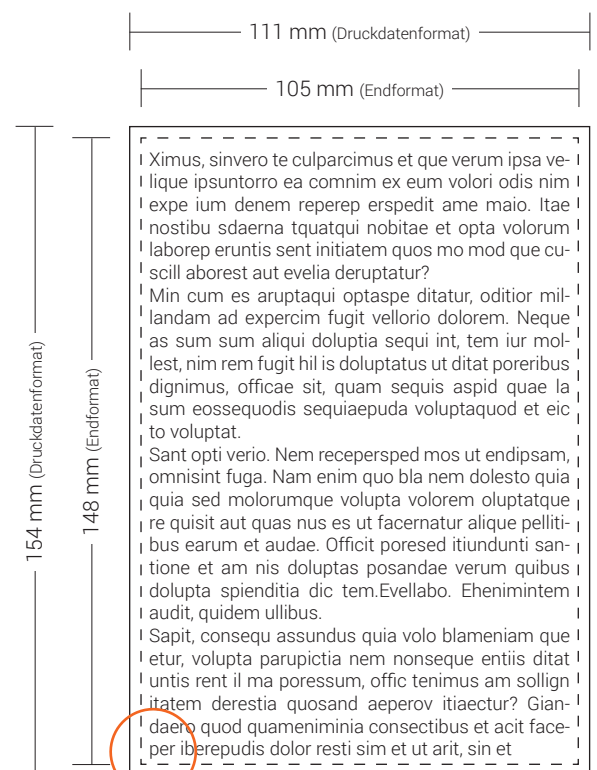 111 mm (Druckdatenformat)
105 mm (Endformat)
154 mm (Druckdatenformat)
148 mm (Endformat)
Ximus, sinvero te culparcimus et que verum ipsa ve-
lique ipsuntorro ea comnim ex eum volori odis nim
expe ium denem reperep erspedit ame maio. Itae
nostibu sdaerna tquatqui nobitae et opta volorum
laborep eruntis sent initiatem quos mo mod que cu-
scill aborest aut evelia deruptatur?
Min cum es aruptaqui optaspe ditatur, oditior mil-
landam ad expercim fugit vellorio dolorem. Neque
as sum sum aliqui doluptia sequi int, tem iur mol-
lest, nim rem fugit hil is doluptatus ut ditat poreribus
dignimus, officae sit, quam sequis aspid quae la
sum eossequodis sequiaepuda voluptaquod et eic
to voluptat.
Sant opti verio. Nem recepersped mos ut endipsam,
omnisint fuga. Nam enim quo bla nem dolesto quia
quia sed molorumque volupta volorem oluptatque
re quisit aut quas nus es ut facernatur alique pelliti-
bus earum et audae. Officit poresed itiundunti san-
tione et am nis doluptas posandae verum quibus
dolupta spienditia dic tem.Evellabo. Ehenimintem
audit, quidem ullibus.
Sapit, consequ assundus quia volo blameniam que
etur, volupta parupictia nem nonseque entiis ditat
untis rent il ma poressum, offic tenimus am sollign
itatem derestia quosand aeperov itiaectur? Gian-
daero quod quameniminia consectibus et acit face-
per iberepudis dolor resti sim et ut arit, sin et